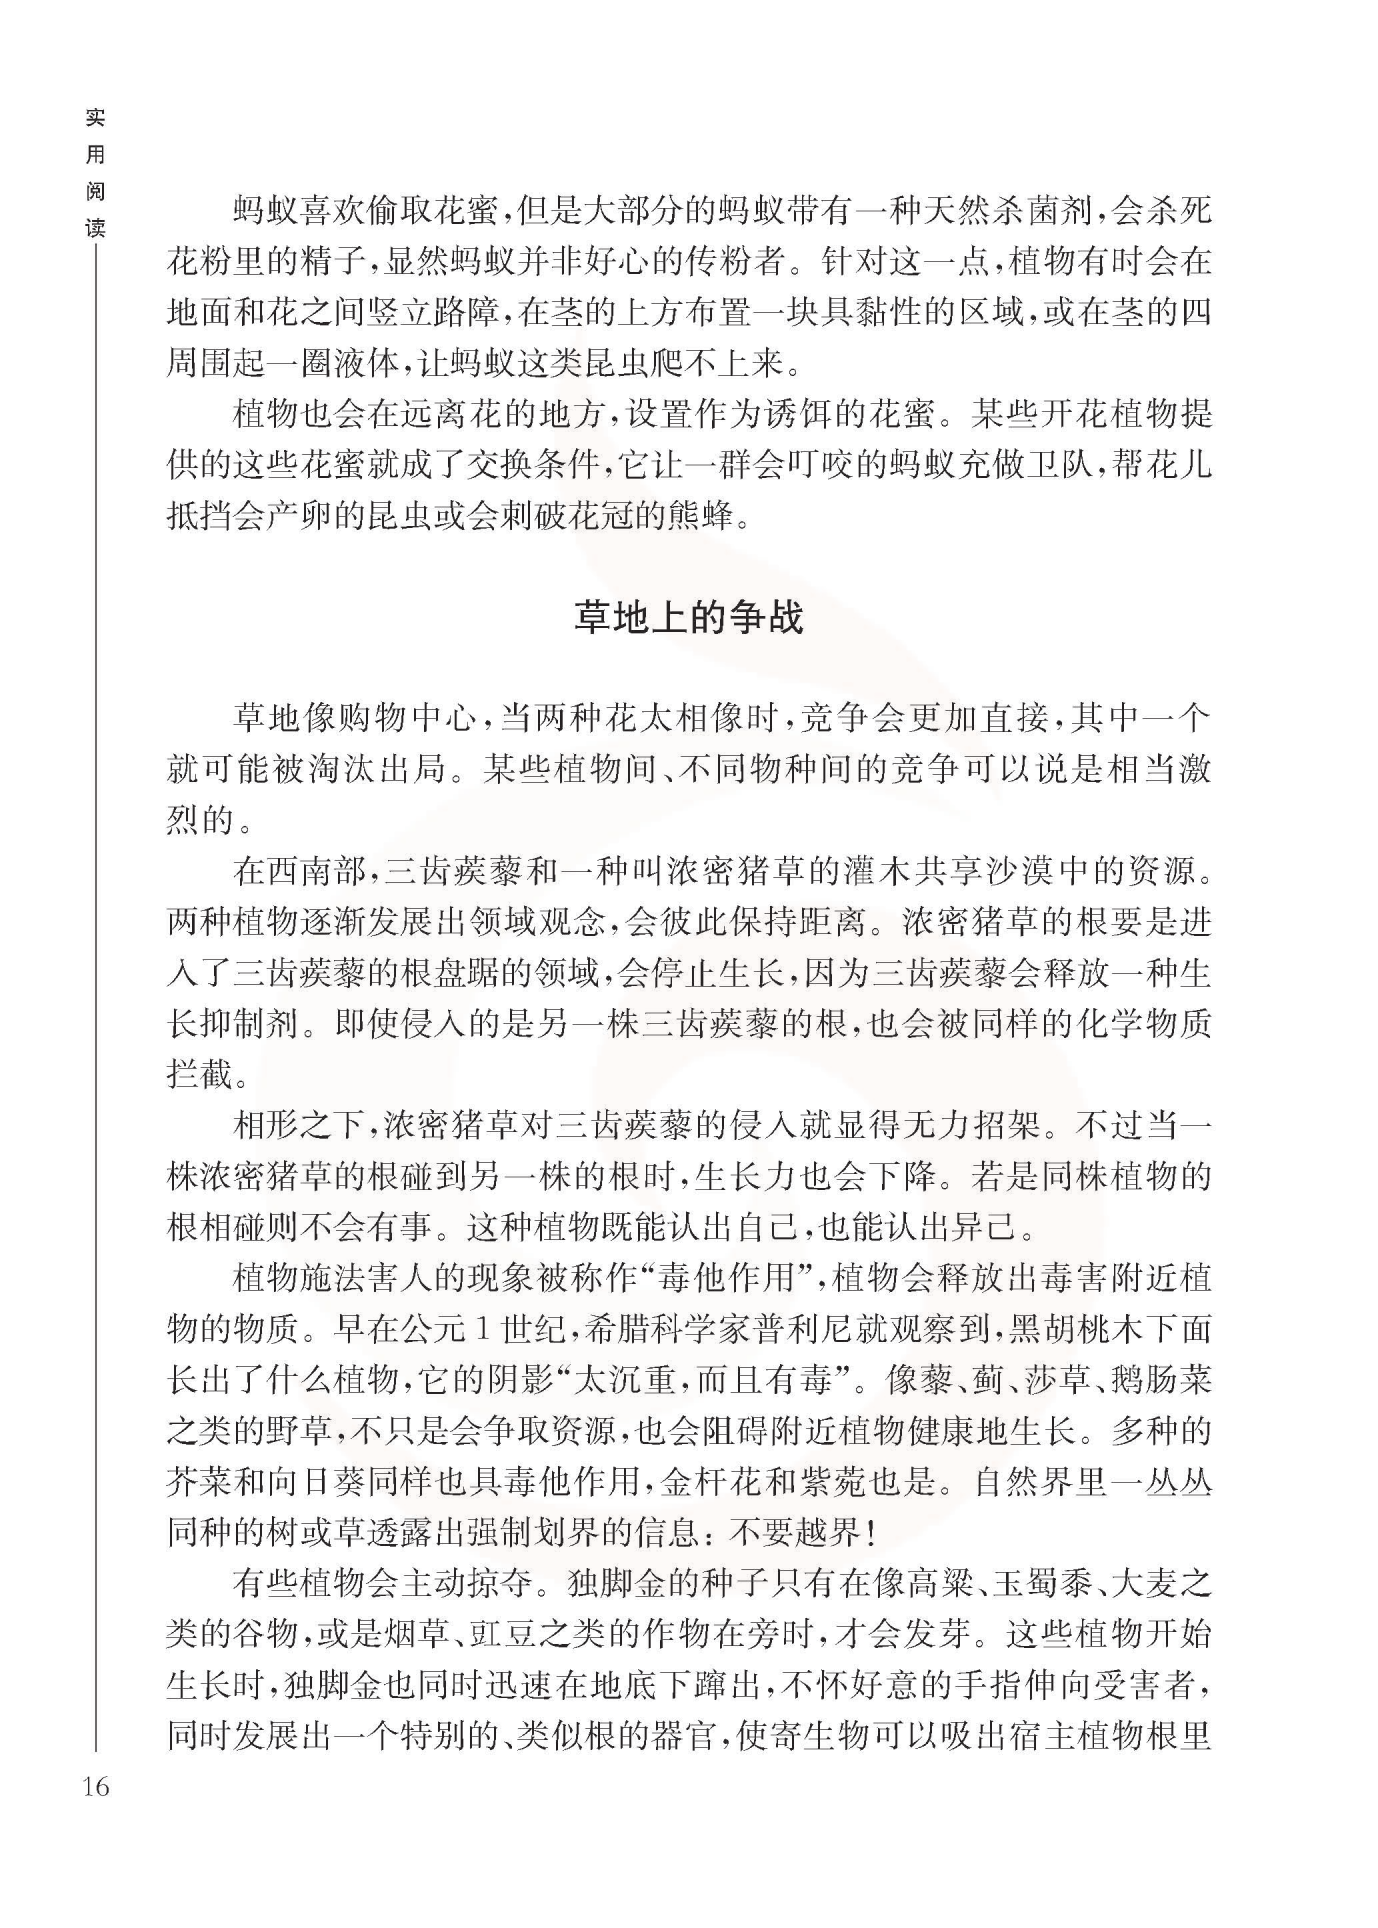 实用阅读
蚂蚁喜欢偷取花蜜,但是大部分的蚂蚁带有一种天然杀菌剂,会杀死
花粉里的精子,显然蚂蚁并非好心的传粉者。针对这一点,植物有时会在
地面和花之间竖立路障,在茎的上方布置一块具黏性的区域,或在茎的四
周围起一圈液体,让蚂蚁这类昆虫爬不上来。
植物也会在远离花的地方,设置作为诱饵的花蜜。某些开花植物提
供的这些花蜜就成了交换条件,它让一群会叮咬的蚂蚁充做卫队,帮花儿
抵挡会产卵的昆虫或会刺破花冠的熊蜂。
草地上的争战
草地像购物中心,当两种花太相像时,竞争会更加直接,其中一个
就可能被淘汰出局。某些植物间、不同物种间的竞争可以说是相当激
烈的。
在西南部,三齿蒺藜和一种叫浓密猪草的灌木共享沙漠中的资源。
两种植物逐渐发展出领域观念,会彼此保持距离。浓密猪草的根要是进
入了三齿蒺藜的根盘踞的领域,会停止生长,因为三齿蒺藜会释放一种生
长抑制剂。即使侵入的是另一株三齿蒺藜的根,也会被同样的化学物质
拦截。
相形之下,浓密猪草对三齿蒺藜的侵入就显得无力招架。不过当一
株浓密猪草的根碰到另一株的根时,生长力也会下降。若是同株植物的
根相碰则不会有事。这种植物既能认出自己,也能认出异己。
植物施法害人的现象被称作“毒他作用”,植物会释放出毒害附近植
物的物质。早在公元1世纪,希腊科学家普利尼就观察到,黑胡桃木下面
长出了什么植物,它的阴影“太沉重,而且有毒”。像藜、蓟、莎草、鹅肠菜
之类的野草,不只是会争取资源,也会阻碍附近植物健康地生长。多种的
芥菜和向日葵同样也具毒他作用,金杆花和紫菀也是。自然界里一丛丛
同种的树或草透露出强制划界的信息: 不要越界!
有些植物会主动掠夺。独脚金的种子只有在像高粱、玉蜀黍、大麦之
类的谷物,或是烟草、豇豆之类的作物在旁时,才会发芽。这些植物开始
生长时,独脚金也同时迅速在地底下蹿出,不怀好意的手指伸向受害者,
同时发展出一个特别的、类似根的器官,使寄生物可以吸出宿主植物根里
16